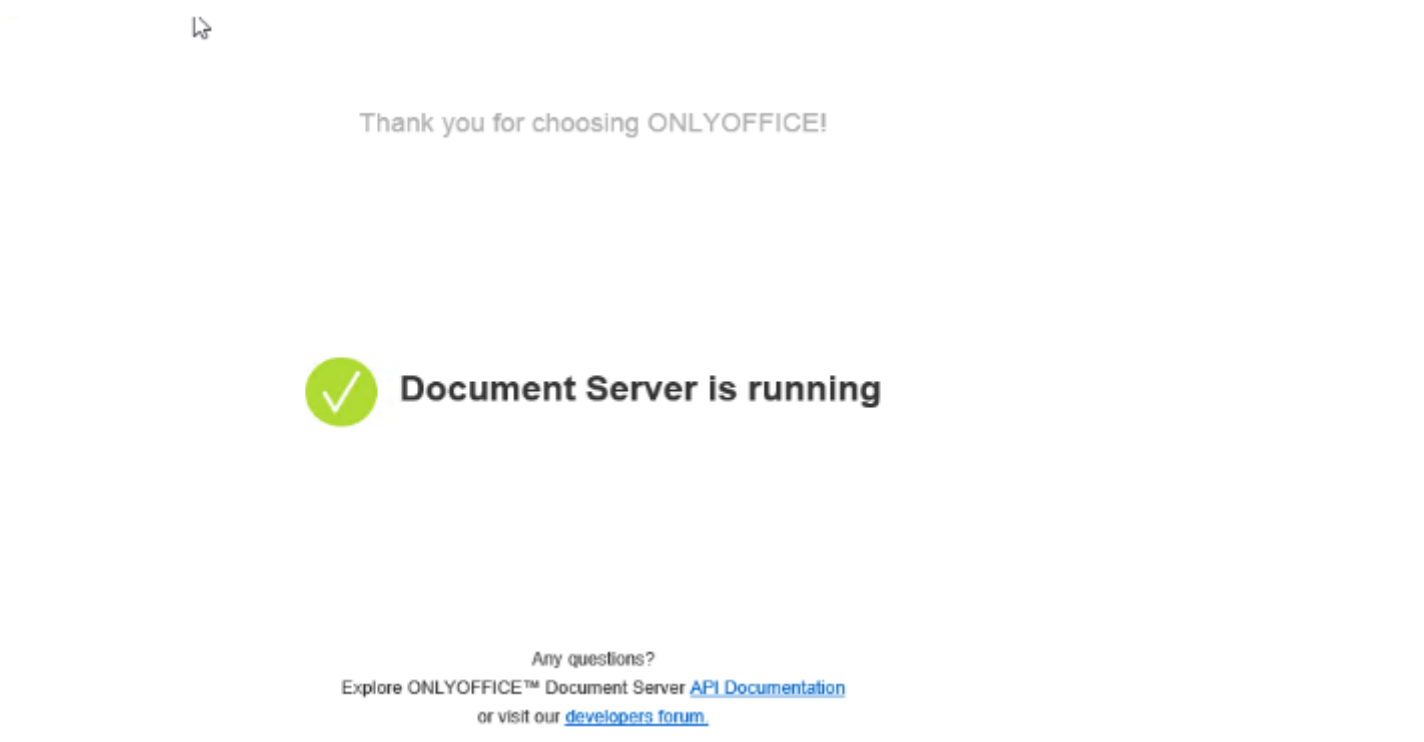 Thank you for choosing ONLYOFFICE!
Document Server is running
Any questions?
Explore ONLYOFFICE™ Document Server API Documentation
or visit our developers forum.